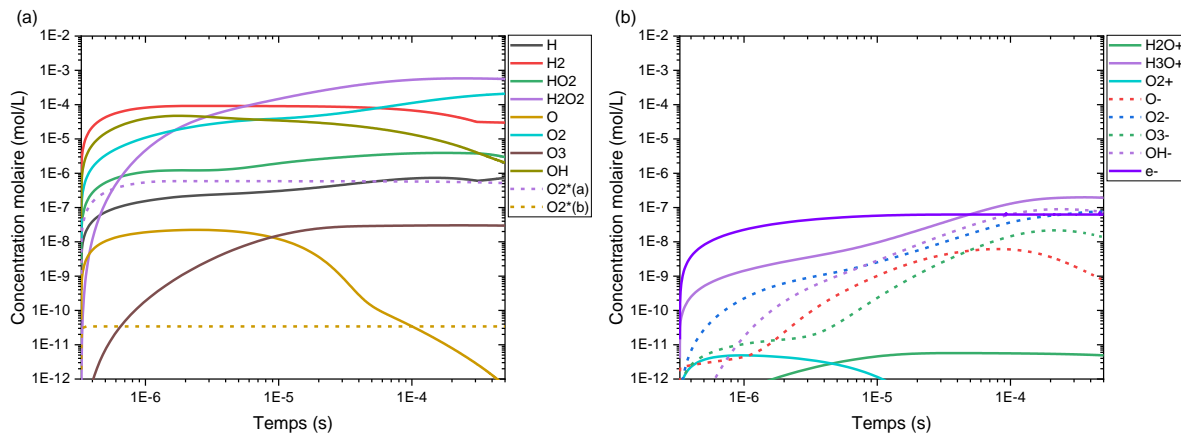 (a)
Concentration molaire (mol/L)
1E-2
1E-3
1E-4
1E-5
1E-6
1E-7
1E-8
1E-9
1E-10
1E-11
1E-12
1E-6
1E-5
1E-4
Temps (s)
H
H2
HO2
H2O2
O
O2
O3
OH
O2*(a)
O2*(b)
(b)
Concentration molaire (mol/L)
1E-2
1E-3
1E-4
1E-5
1E-6
1E-7
1E-8
1E-9
1E-10
1E-11
1E-12
1E-6
1E-5
1E-4
Temps (s)
H2O+
H3O+
O2+
O-
O2-
O3-
OH-
e-